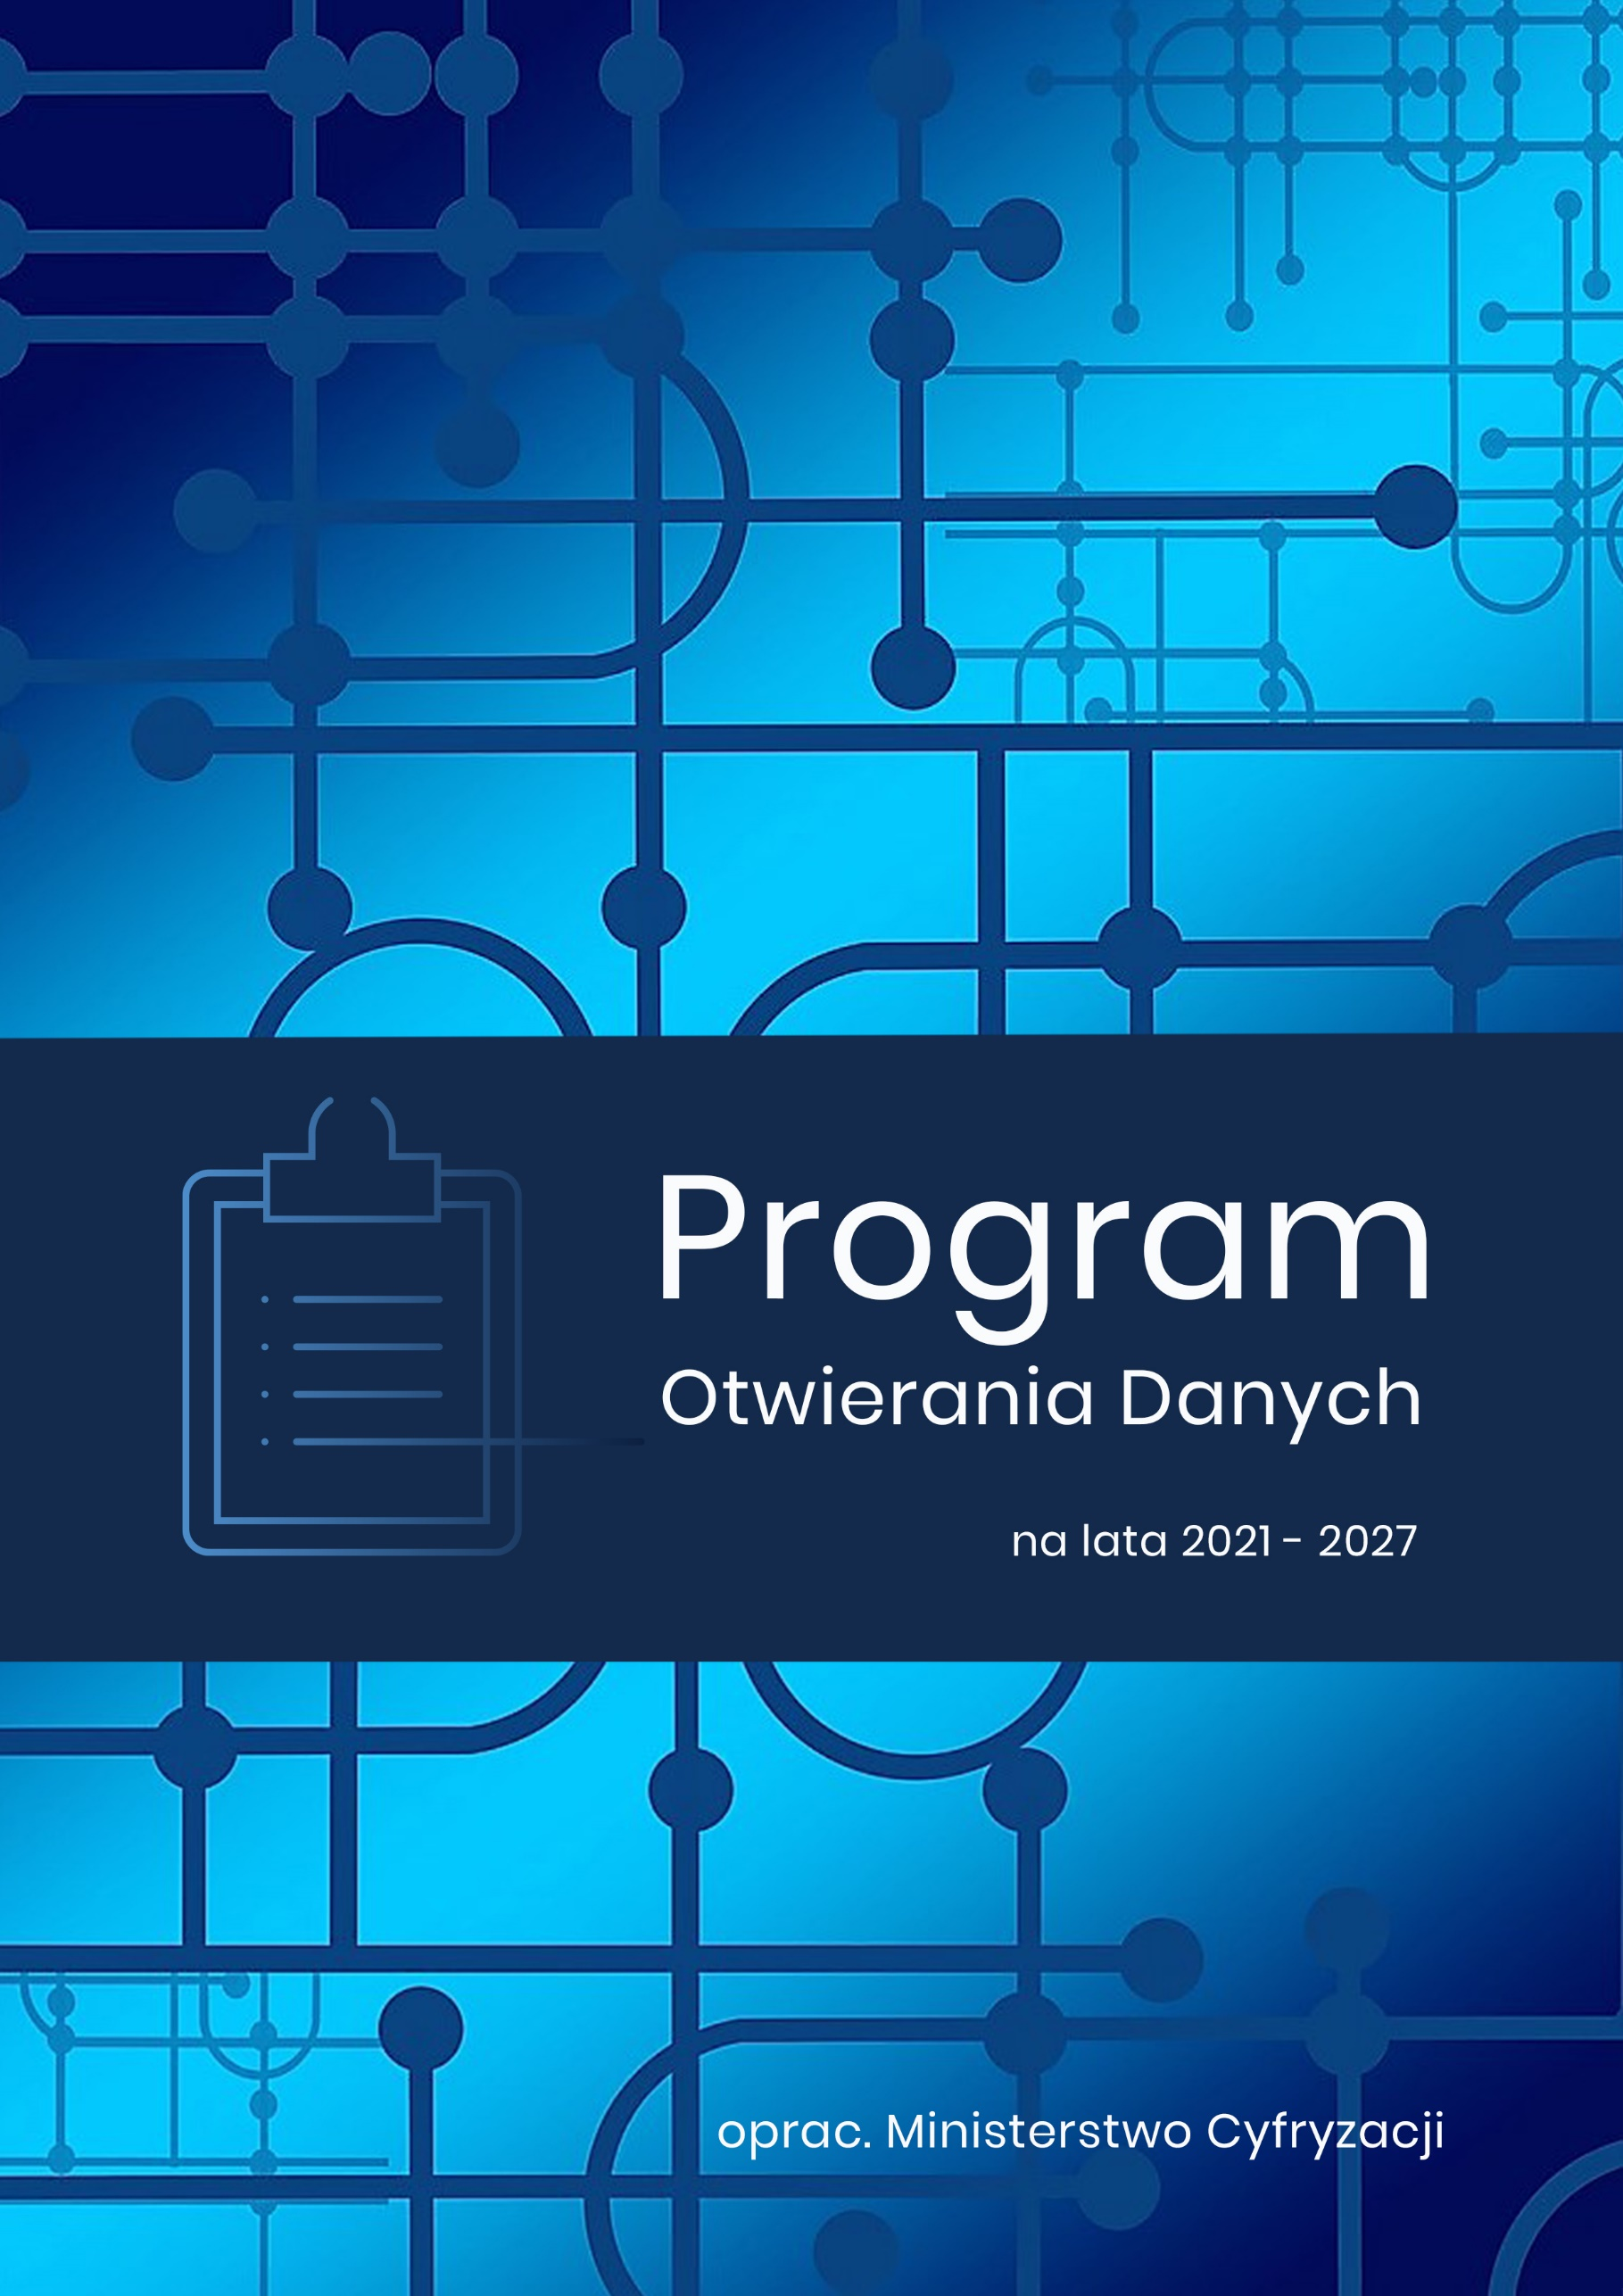 Program
Otwierania Danych
na lata 2021 - 2027
oprac. Ministerstwo Cyfryzacji